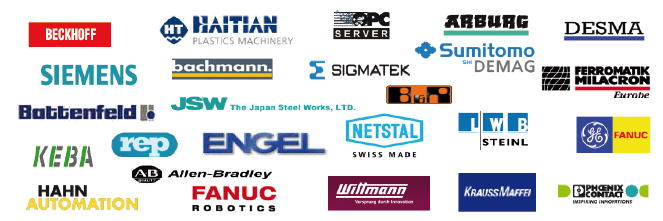 BECKHOFF
HT HAITIAN
PLASTICS MACHINERY
OPC
SERVER
ARBURG
DESMA
Sumitomo
SHI DEMAG
SIEMENS
bachmann.
SIGMATEK
FERROMATIK
MILACRON
Europe
B&R
Battenfeld
JSW The Japan Steel Works, LTD.
KEBA
rep
ENGEL
NETSTAL
SWISS MADE
LWB
STEINL
GE FANUC
AB
QUALITY
Allen-Bradley
HAHN
AUTOMATION
FANUC
ROBOTICS
Wittmann
Vorsprung durch Innovation
KRAUSSMAFFEI
PHŒNIX
CONTACT
INSPIRING INNOVATIONS